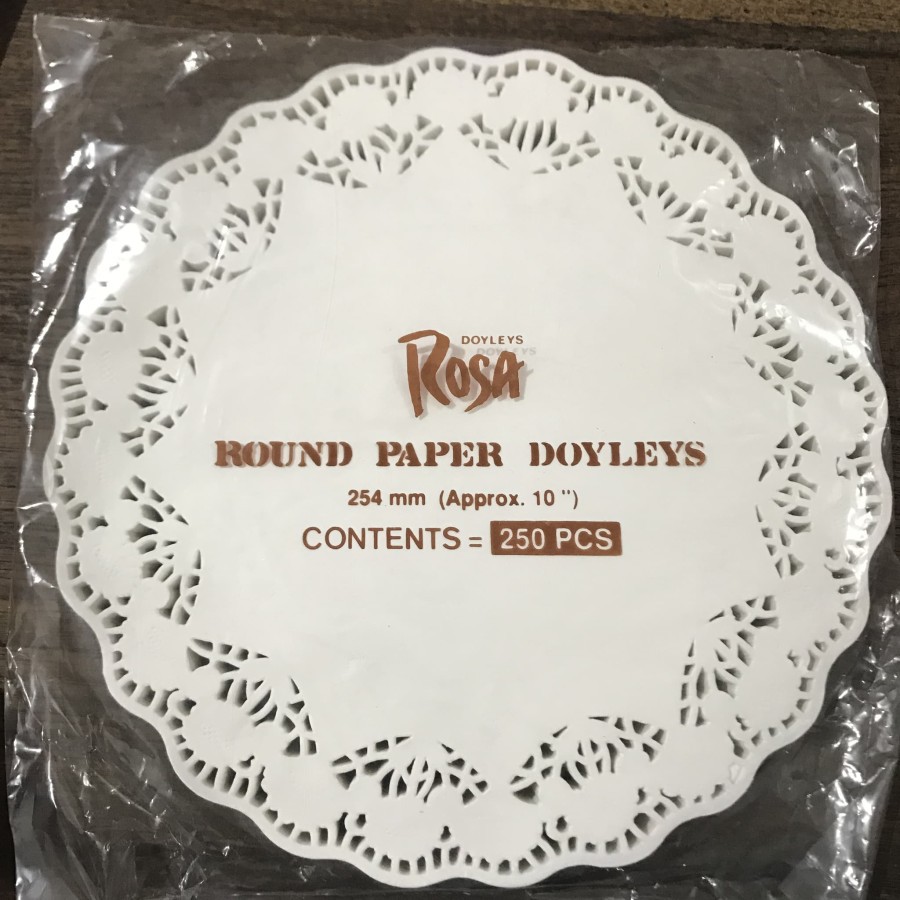 DOYLEYS
Rosa
ROUND PAPER DOYLEYS
254 mm (Approx. 10 ")
CONTENTS = 250 PCS